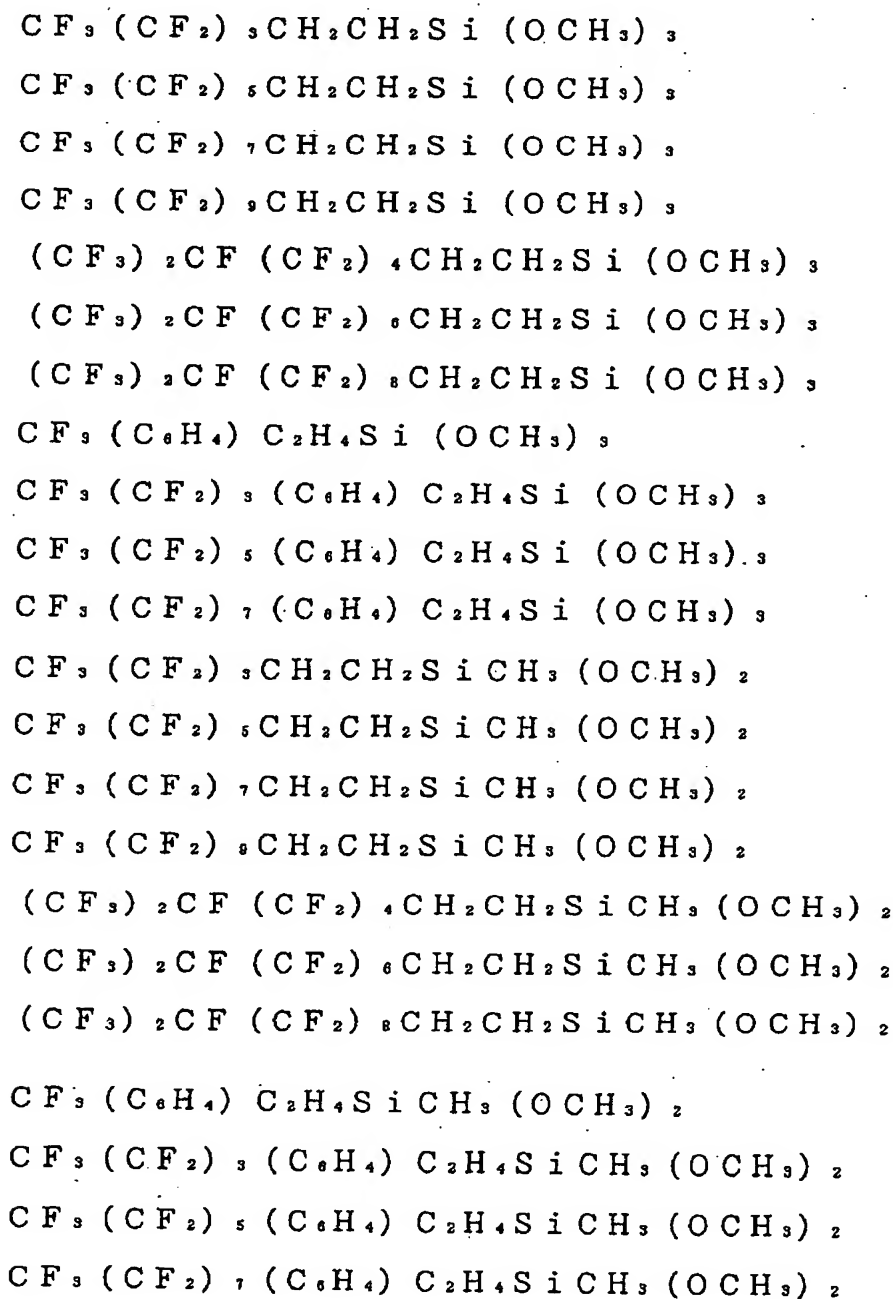 CF₃(CF₂)₃CH₂CH₂Si(OCH₃)₃
CF₃(CF₂)₅CH₂CH₂Si(OCH₃)₃
CF₃(CF₂)₇CH₂CH₂Si(OCH₃)₃
CF₃(CF₂)₉CH₂CH₂Si(OCH₃)₃
(CF₃)₂CF(CF₂)₄CH₂CH₂Si(OCH₃)₃
(CF₃)₂CF(CF₂)₆CH₂CH₂Si(OCH₃)₃
(CF₃)₂CF(CF₂)₈CH₂CH₂Si(OCH₃)₃
CF₃(C₆H₄)C₂H₄Si(OCH₃)₃
CF₃(CF₂)₃(C₆H₄)C₂H₄Si(OCH₃)₃
CF₃(CF₂)₅(C₆H₄)C₂H₄Si(OCH₃)₃
CF₃(CF₂)₇(C₆H₄)C₂H₄Si(OCH₃)₃
CF₃(CF₂)₃CH₂CH₂SiCH₃(OCH₃)₂
CF₃(CF₂)₅CH₂CH₂SiCH₃(OCH₃)₂
CF₃(CF₂)₇CH₂CH₂SiCH₃(OCH₃)₂
CF₃(CF₂)₉CH₂CH₂SiCH₃(OCH₃)₂
(CF₃)₂CF(CF₂)₄CH₂CH₂SiCH₃(OCH₃)₂
(CF₃)₂CF(CF₂)₆CH₂CH₂SiCH₃(OCH₃)₂
(CF₃)₂CF(CF₂)₈CH₂CH₂SiCH₃(OCH₃)₂
CF₃(C₆H₄)C₂H₄SiCH₃(OCH₃)₂
CF₃(CF₂)₃(C₆H₄)C₂H₄SiCH₃(OCH₃)₂
CF₃(CF₂)₅(C₆H₄)C₂H₄SiCH₃(OCH₃)₂
CF₃(CF₂)₇(C₆H₄)C₂H₄SiCH₃(OCH₃)₂